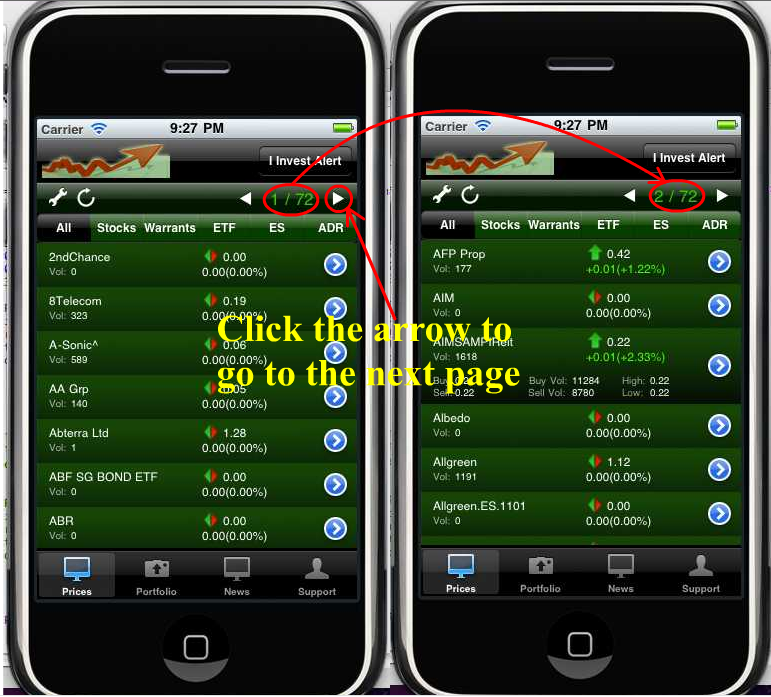 Carrier 9:27 PM
I Invest Alert
1 / 72
All Stocks Warrants ETF ES ADR
2ndChance 0.00
Vol: 0 0.00(0.00%)
8Telecom 0.19
Vol: 323 0.00(0.00%)
A-Sonic^ 0.06
Vol: 589 0.00(0.00%)
AA Grp 0.05
Vol: 140 0.00(0.00%)
Abterra Ltd 1.28
Vol: 1 0.00(0.00%)
ABF SG BOND ETF 0.00
Vol: 0 0.00(0.00%)
ABR 0.00
Vol: 0 0.00(0.00%)
Prices Portfolio News Support
Click the arrow to
go to the next page
Carrier 9:27 PM
I Invest Alert
2 / 72
All Stocks Warrants ETF ES ADR
AFP Prop 0.42
Vol: 177 +0.01(+1.22%)
AIM 0.00
Vol: 0 0.00(0.00%)
AIMSAMPIReit 0.22
Vol: 1618 +0.01(+2.33%)
Buy Buy Vol: 11284 High: 0.22
Sell 0.22 Sell Vol: 8780 Low: 0.22
Albedo 0.00
Vol: 0 0.00(0.00%)
Allgreen 1.12
Vol: 1191 0.00(0.00%)
Allgreen.ES.1101 0.00
Vol: 0 0.00(0.00%)
Prices Portfolio News Support